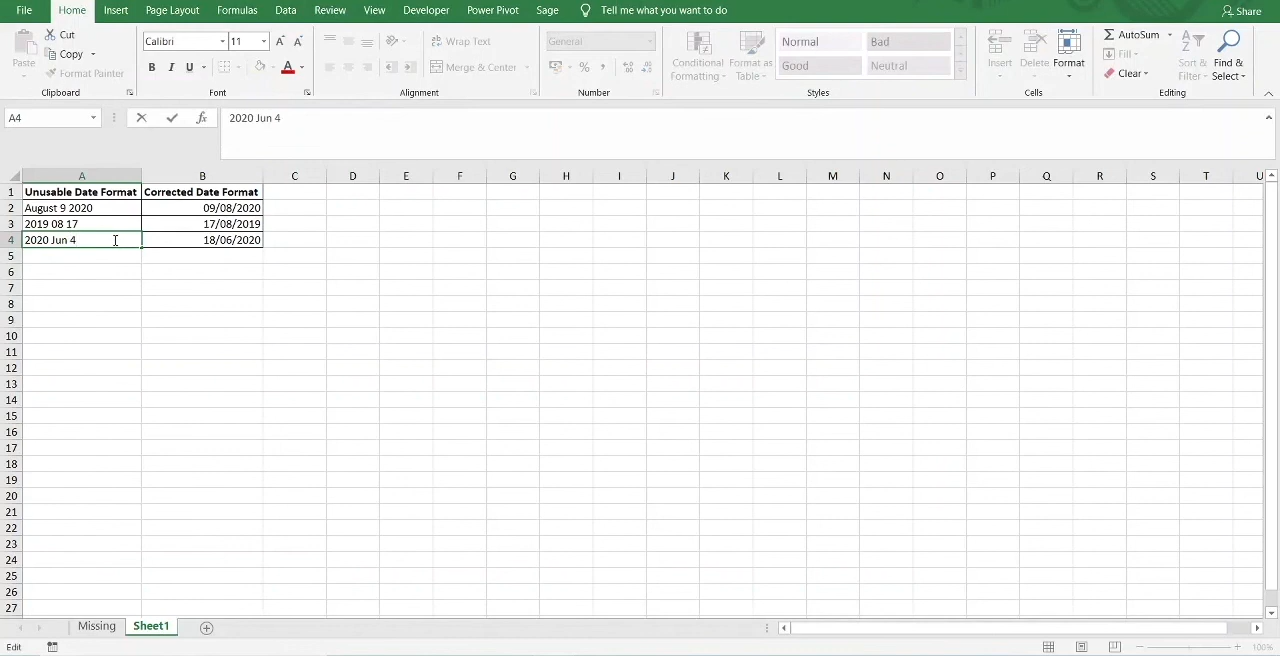 File Home Insert Page Layout Formulas Data Review View Developer Power Pivot Sage Tell me what you want to do Share
Paste
Cut
Copy
Format Painter
Clipboard
Calibri 11 A A
B I U A
Font
Wrap Text
Merge & Center
Alignment
General
% ,
Number
Conditional
Formatting
Format as
Table
Normal Bad
Good Neutral
Styles
Insert Delete Format
Cells
AutoSum
Fill
Clear
Sort &
Filter
Find &
Select
Editing
A4 fx 2020 Jun 4
A B C D E F G H I J K L M N O P Q R S T U
1 Unusable Date Format Corrected Date Format
2 August 9 2020 09/08/2020
3 2019 08 17 17/08/2019
4 2020 Jun 4 18/06/2020
5
6
7
8
9
10
11
12
13
14
15
16
17
18
19
20
21
22
23
24
25
26
27
Missing Sheet1
Edit 100%